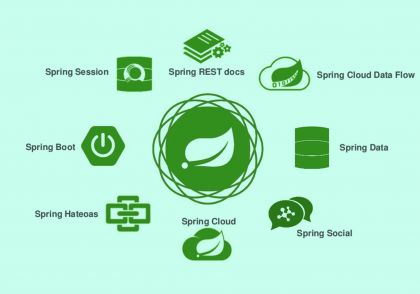 Spring Session
Spring REST docs
Spring Cloud Data Flow
Spring Boot
Spring Data
Spring Hateoas
Spring Cloud
Spring Social